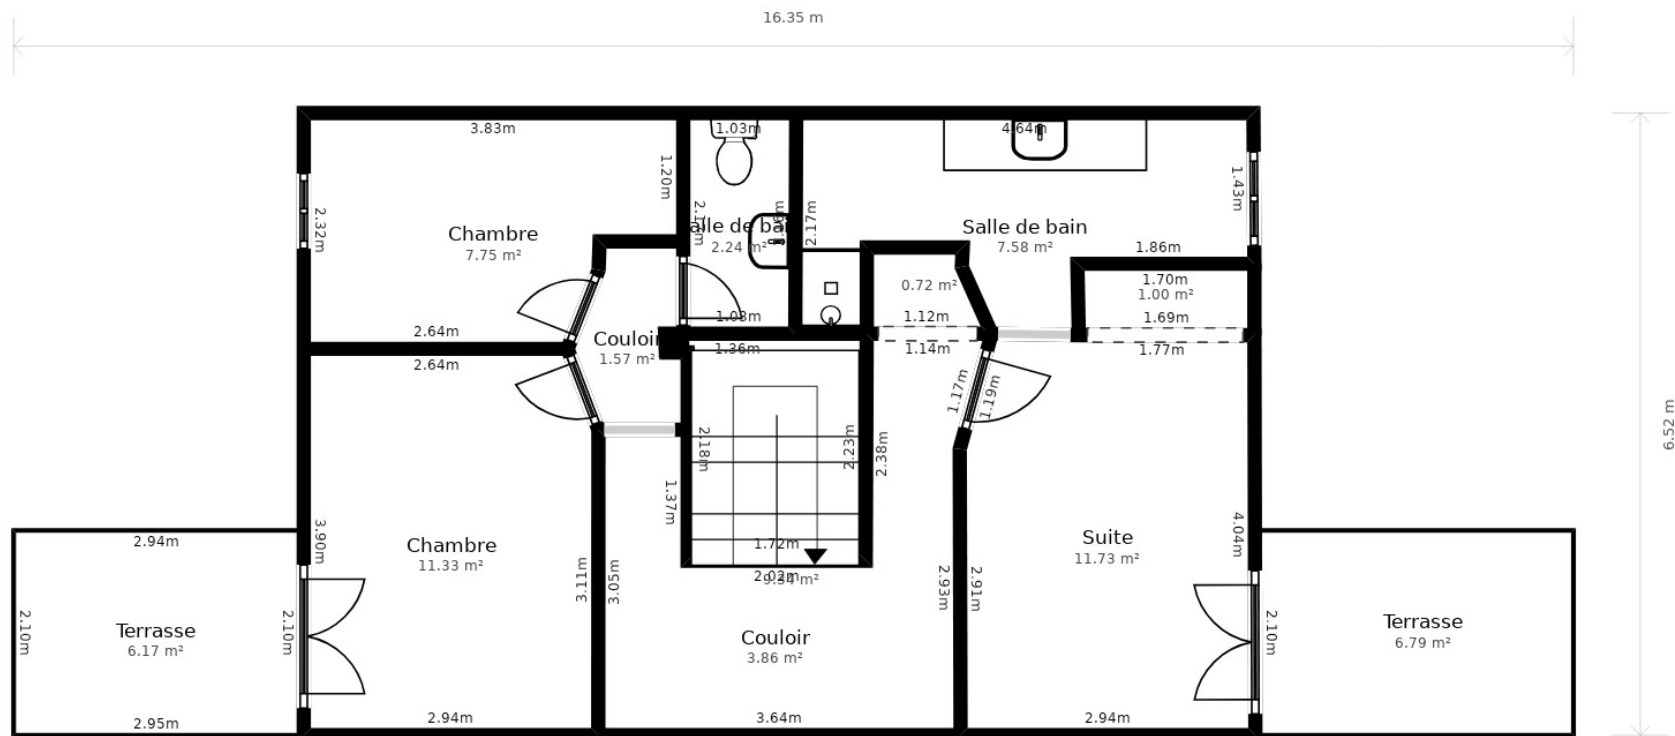 16.35 m
3.83m
1.03m
4.64m
1.20m
1.43m
2.32m
2.17m
Chambre
7.75 m²
alle de bai
2.24 m²
Salle de bain
7.58 m²
1.86m
1.70m
1.00 m²
0.72 m²
1.12m
1.69m
1.03m
2.64m
Couloir
1.57 m²
1.36m
1.14m
1.77m
2.64m
1.17m
1.19m
6.52 m
2.18m
2.23m
2.38m
1.37m
3.90m
4.04m
2.94m
Chambre
11.33 m²
Suite
11.73 m²
1.72m
2.02m
3.11m
3.05m
2.93m
2.91m
2.10m
Terrasse
6.17 m²
2.10m
Couloir
3.86 m²
2.10m
Terrasse
6.79 m²
2.95m
2.94m
3.64m
2.94m